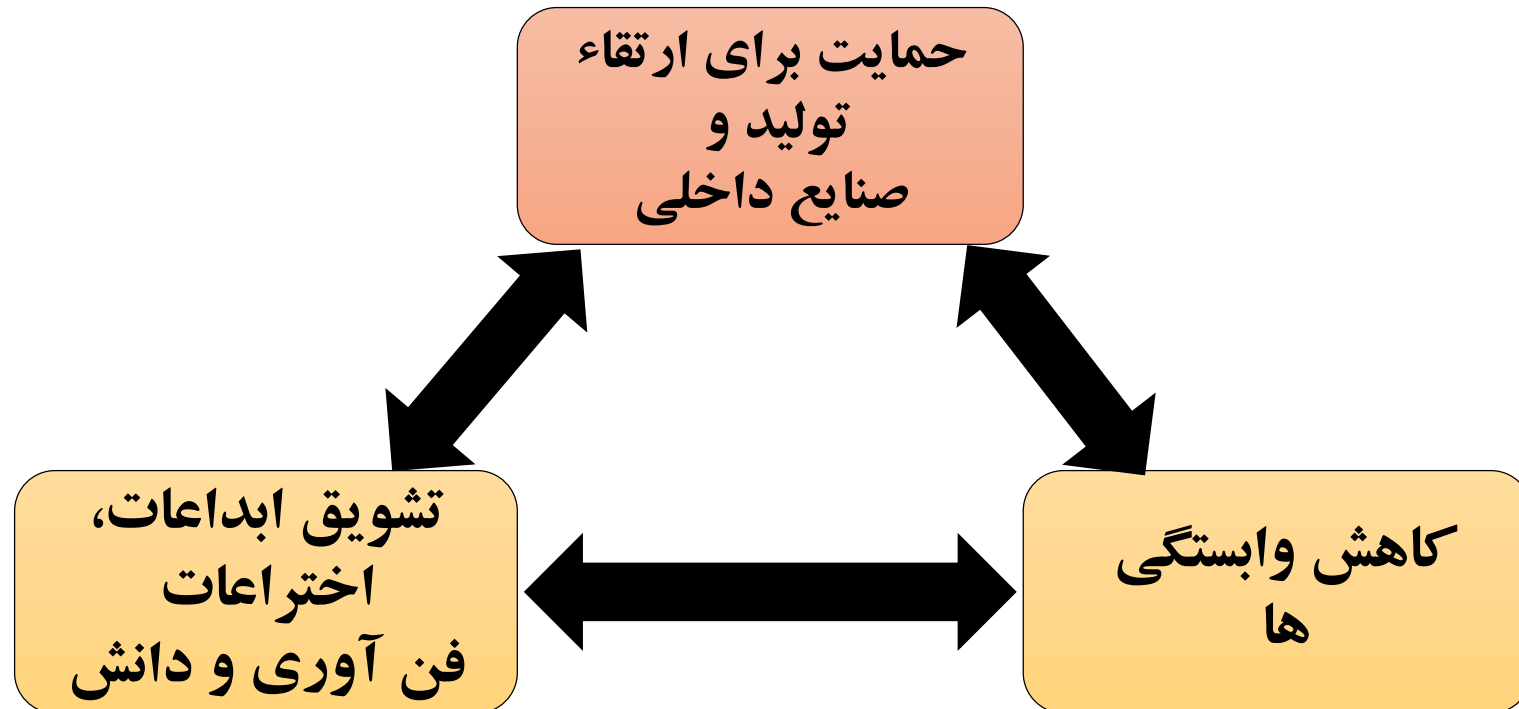 حمایت برای ارتقاء
تولید و
صنایع داخلی
کاهش وابستگی
ها
تشویق ابداعات،
اختراعات
فن آوری و دانش